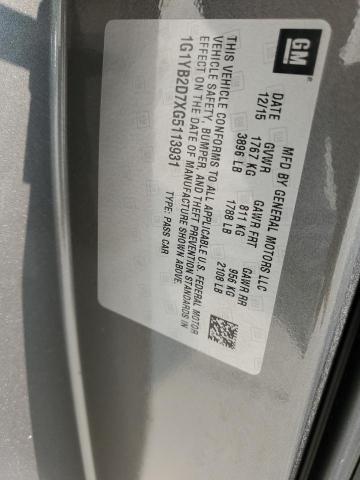 GM
MFD BY GENERAL MOTORS LLC
DATE GVWR GAWR FRT GAWR RR
12/15 1767 KG 811 KG 956 KG
3896 LB 1788 LB 2108 LB
THIS VEHICLE CONFORMS TO ALL APPLICABLE U.S. FEDERAL MOTOR
VEHICLE SAFETY, BUMPER, AND THEFT PREVENTION STANDARDS IN
EFFECT ON THE DATE OF MANUFACTURE SHOWN ABOVE.
1G1YB2D7XG5113931 TYPE: PASS CAR